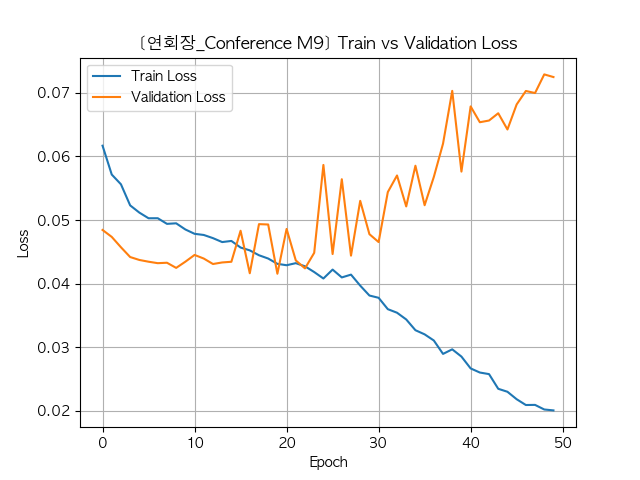 [연회장_Conference M9] Train vs Validation Loss
Train Loss
Validation Loss
Loss
0.07
0.06
0.05
0.04
0.03
0.02
0 10 20 30 40 50
Epoch